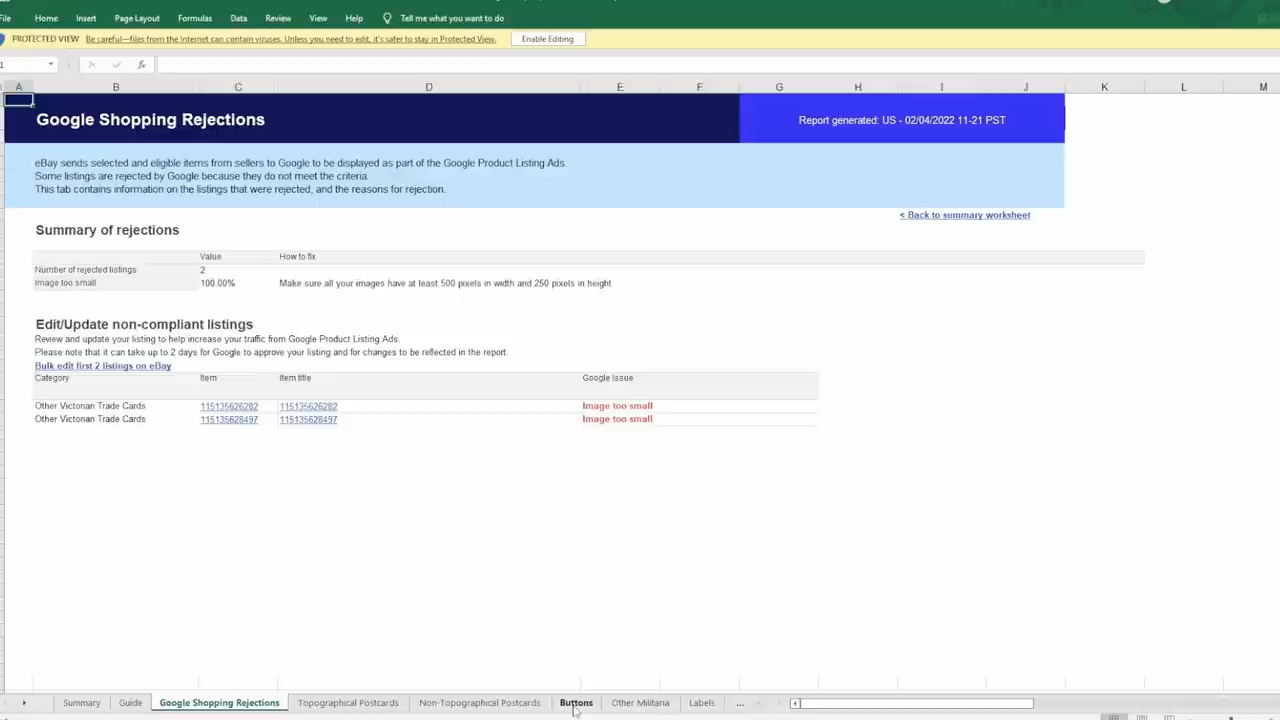 File Home Insert Page Layout Formulas Data Review View Help Tell me what you want to do
PROTECTED VIEW Be careful—files from the Internet can contain viruses. Unless you need to edit, it's safer to stay in Protected View. Enable Editing
fx
A B C D E F G H I J K L M
Google Shopping Rejections
Report generated: US - 02/04/2022 11-21 PST
eBay sends selected and eligible items from sellers to Google to be displayed as part of the Google Product Listing Ads.
Some listings are rejected by Google because they do not meet the criteria.
This tab contains information on the listings that were rejected, and the reasons for rejection.
< Back to summary worksheet
Summary of rejections
Value How to fix
Number of rejected listings 2
Image too small 100.00% Make sure all your images have at least 500 pixels in width and 250 pixels in height
Edit/Update non-compliant listings
Review and update your listing to help increase your traffic from Google Product Listing Ads.
Please note that it can take up to 2 days for Google to approve your listing and for changes to be reflected in the report.
Bulk edit first 2 listings on eBay
Category Item Item title Google Issue
Other Victorian Trade Cards 115135626282 115135626282 Image too small
Other Victorian Trade Cards 115135628497 115135628497 Image too small
Summary Guide Google Shopping Rejections Topographical Postcards Non-Topographical Postcards Buttons Other Militaria Labels ...